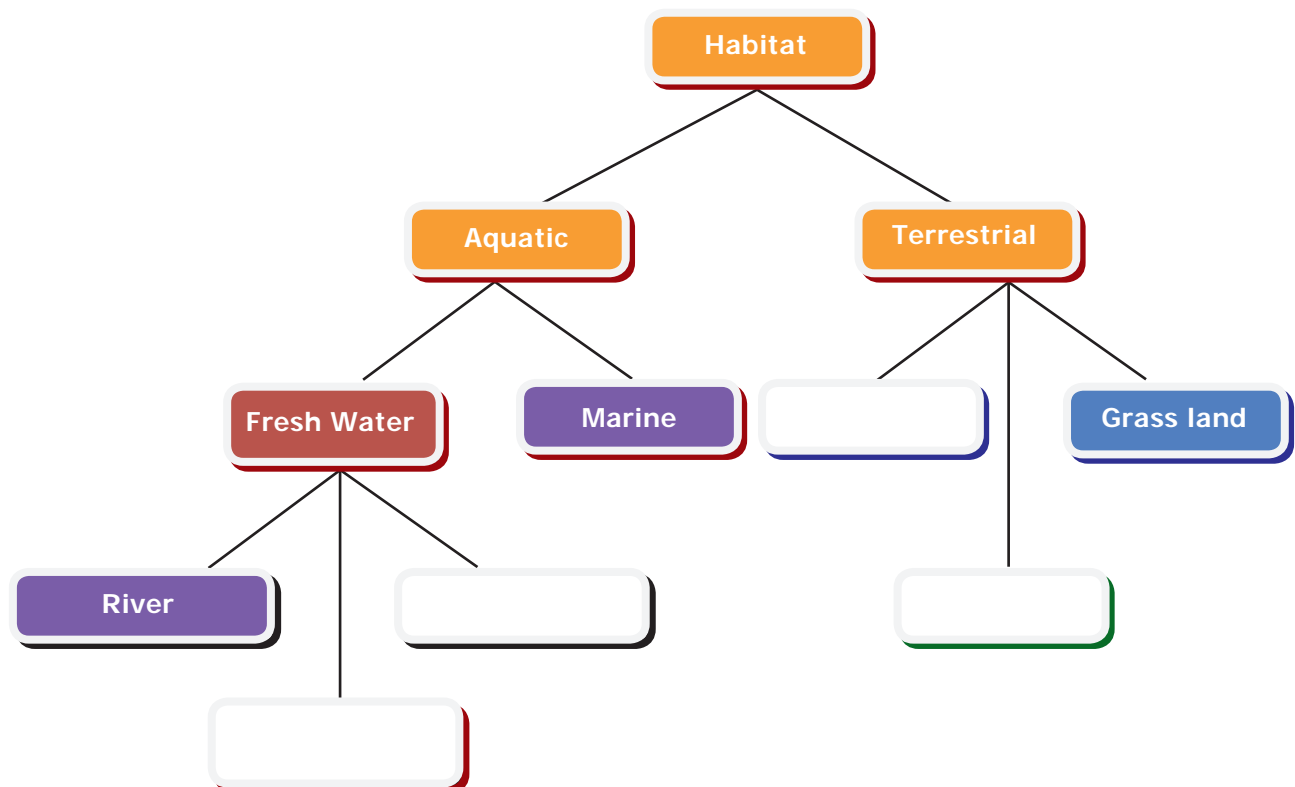 Habitat
Aquatic
Terrestrial
Fresh Water
Marine
Grass land
River